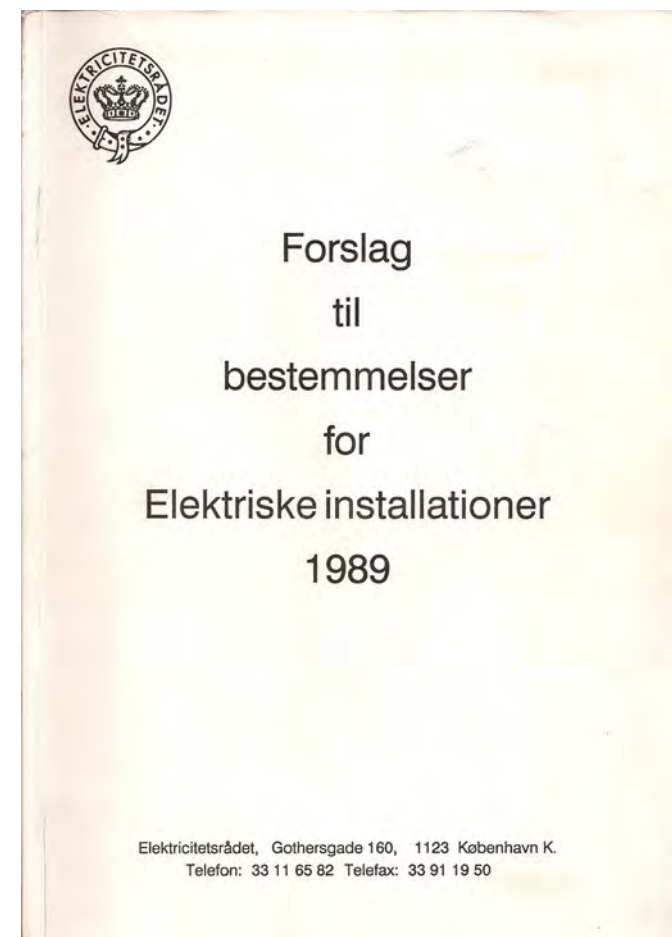 ELEKTRICITETSRÅDET
Forslag
til
bestemmelser
for
Elektriske installationer
1989
Elektricitetsrådet, Gothersgade 160, 1123 København K.
Telefon: 33 11 65 82 Telefax: 33 91 19 50